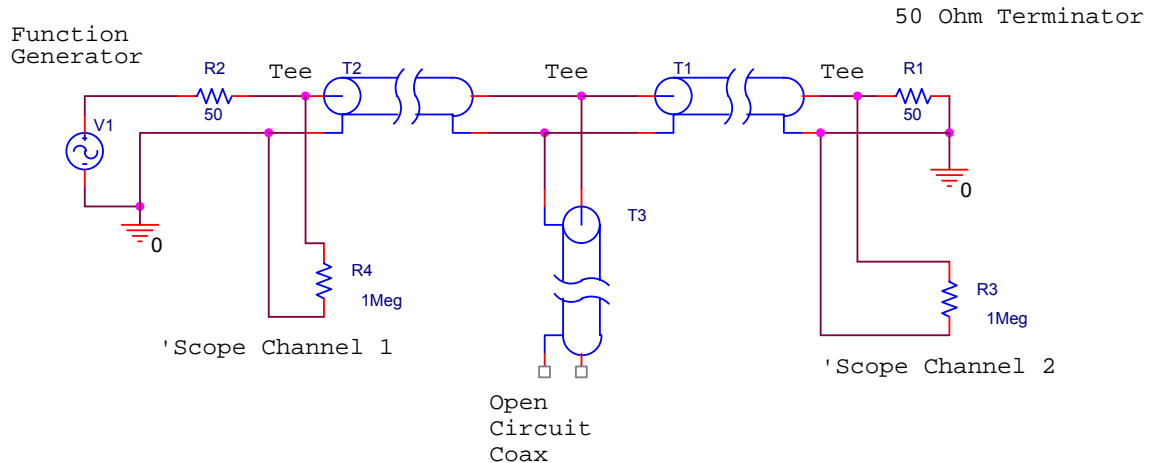 50 Ohm Terminator
Function
Generator
R2
Tee
T2
Tee
T1
Tee
R1
50
50
V1
0
0
T3
R4
1Meg
R3
1Meg
'Scope Channel 1
'Scope Channel 2
Open
Circuit
Coax